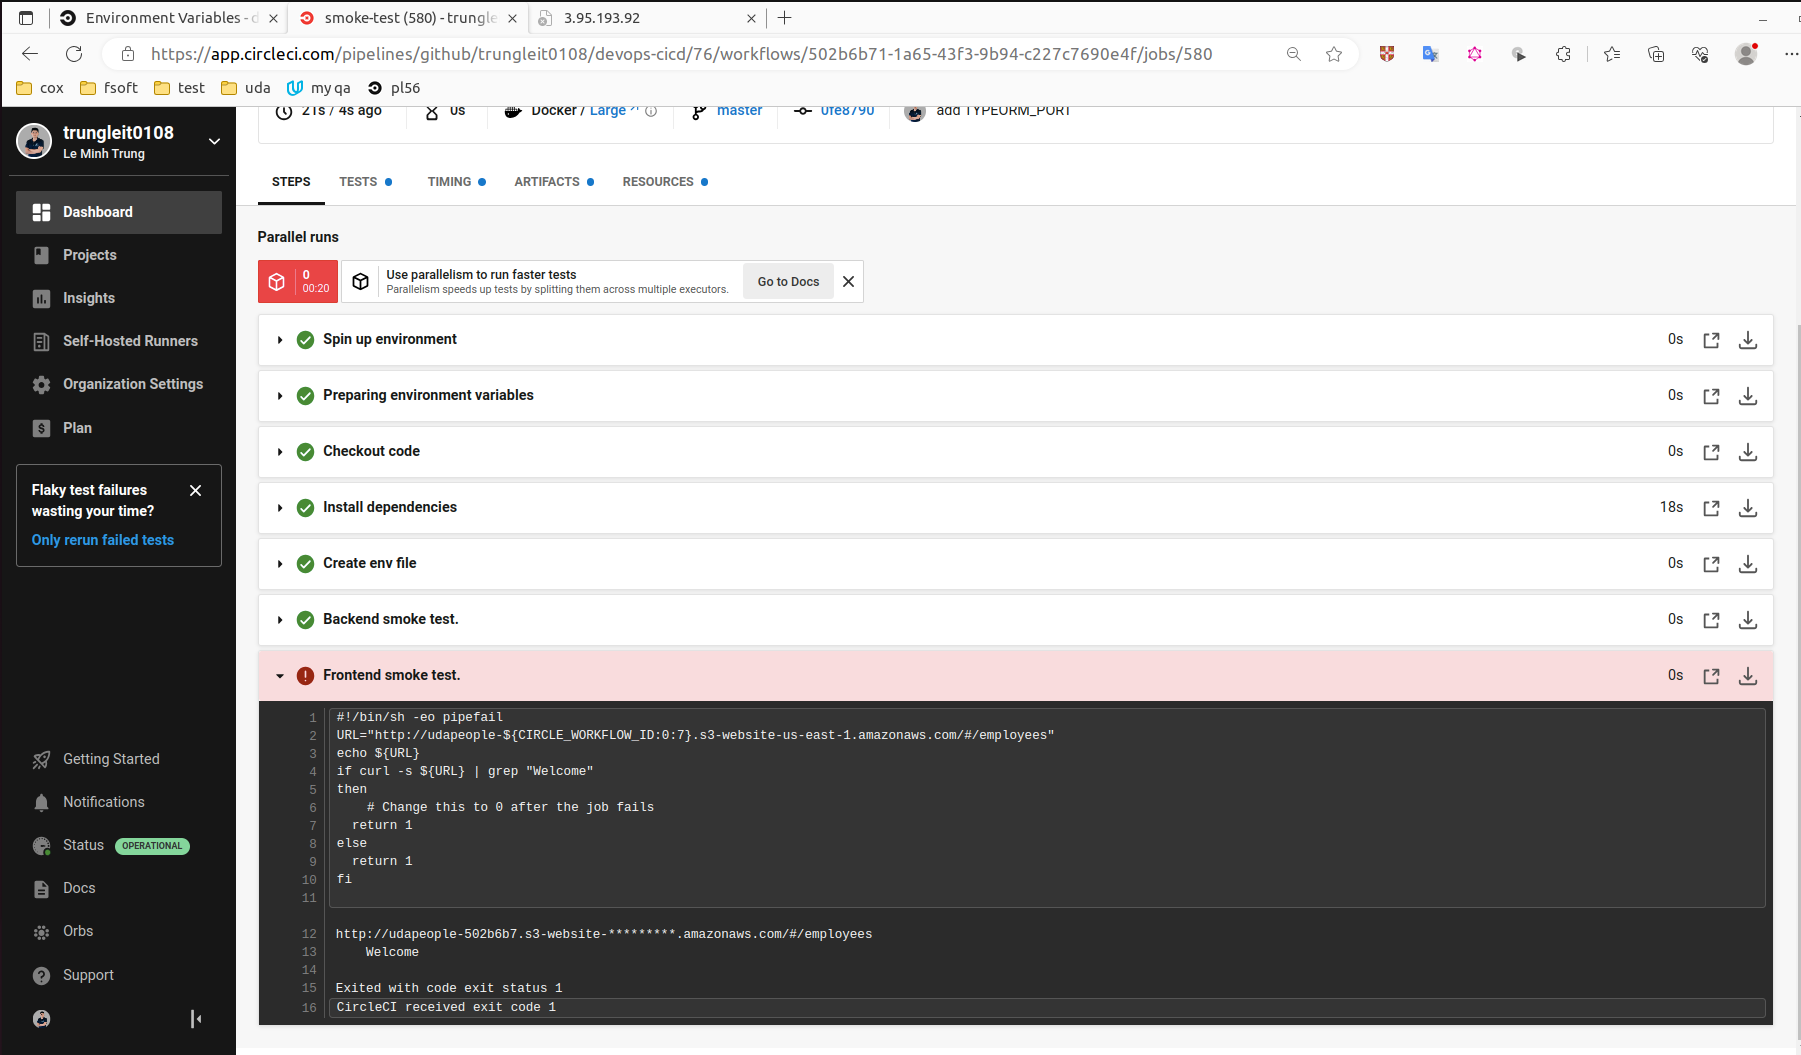 Environment Variables - d
smoke-test (580) - trungle
3.95.193.92
https://app.circleci.com/pipelines/github/trungleit0108/devops-cicd/76/workflows/502b6b71-1a65-43f3-9b94-c227c7690e4f/jobs/580
cox
fsoft
test
uda
my qa
pl56
trungleit0108
Le Minh Trung
Dashboard
Projects
Insights
Self-Hosted Runners
Organization Settings
Plan
Flaky test failures
wasting your time?
Only rerun failed tests
Getting Started
Notifications
Status OPERATIONAL
Docs
Orbs
Support
21s / 4s ago
0s
Docker / Large
master
0fe8790
add TYPEORM_PORT
STEPS
TESTS
TIMING
ARTIFACTS
RESOURCES
Parallel runs
0
00:20
Use parallelism to run faster tests
Parallelism speeds up tests by splitting them across multiple executors.
Go to Docs
Spin up environment 0s
Preparing environment variables 0s
Checkout code 0s
Install dependencies 18s
Create env file 0s
Backend smoke test. 0s
Frontend smoke test. 0s
1 #!/bin/sh -eo pipefail
2 URL="http://udapeople-${CIRCLE_WORKFLOW_ID:0:7}.s3-website-us-east-1.amazonaws.com/#/employees"
3 echo ${URL}
4 if curl -s ${URL} | grep "Welcome"
5 then
6 # Change this to 0 after the job fails
7 return 1
8 else
9 return 1
10 fi
11
12 http://udapeople-502b6b7.s3-website-*********.amazonaws.com/#/employees
13 Welcome
14
15 Exited with code exit status 1
16 CircleCI received exit code 1